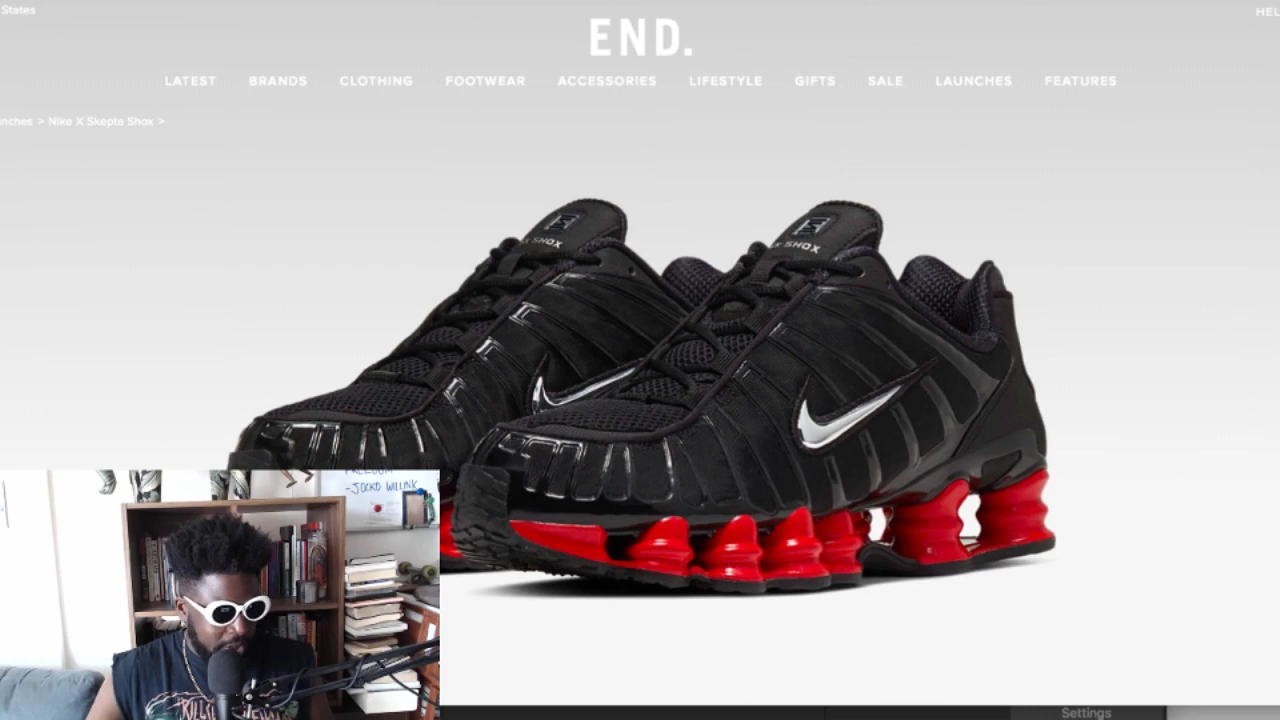 States
HEL
END.
LATEST BRANDS CLOTHING FOOTWEAR ACCESSORIES LIFESTYLE GIFTS SALE LAUNCHES FEATURES
nches > Nike X Skepta Shox >
SHOX
X SHOX
FREEDOM
-JOCKO WILLINK
Settings